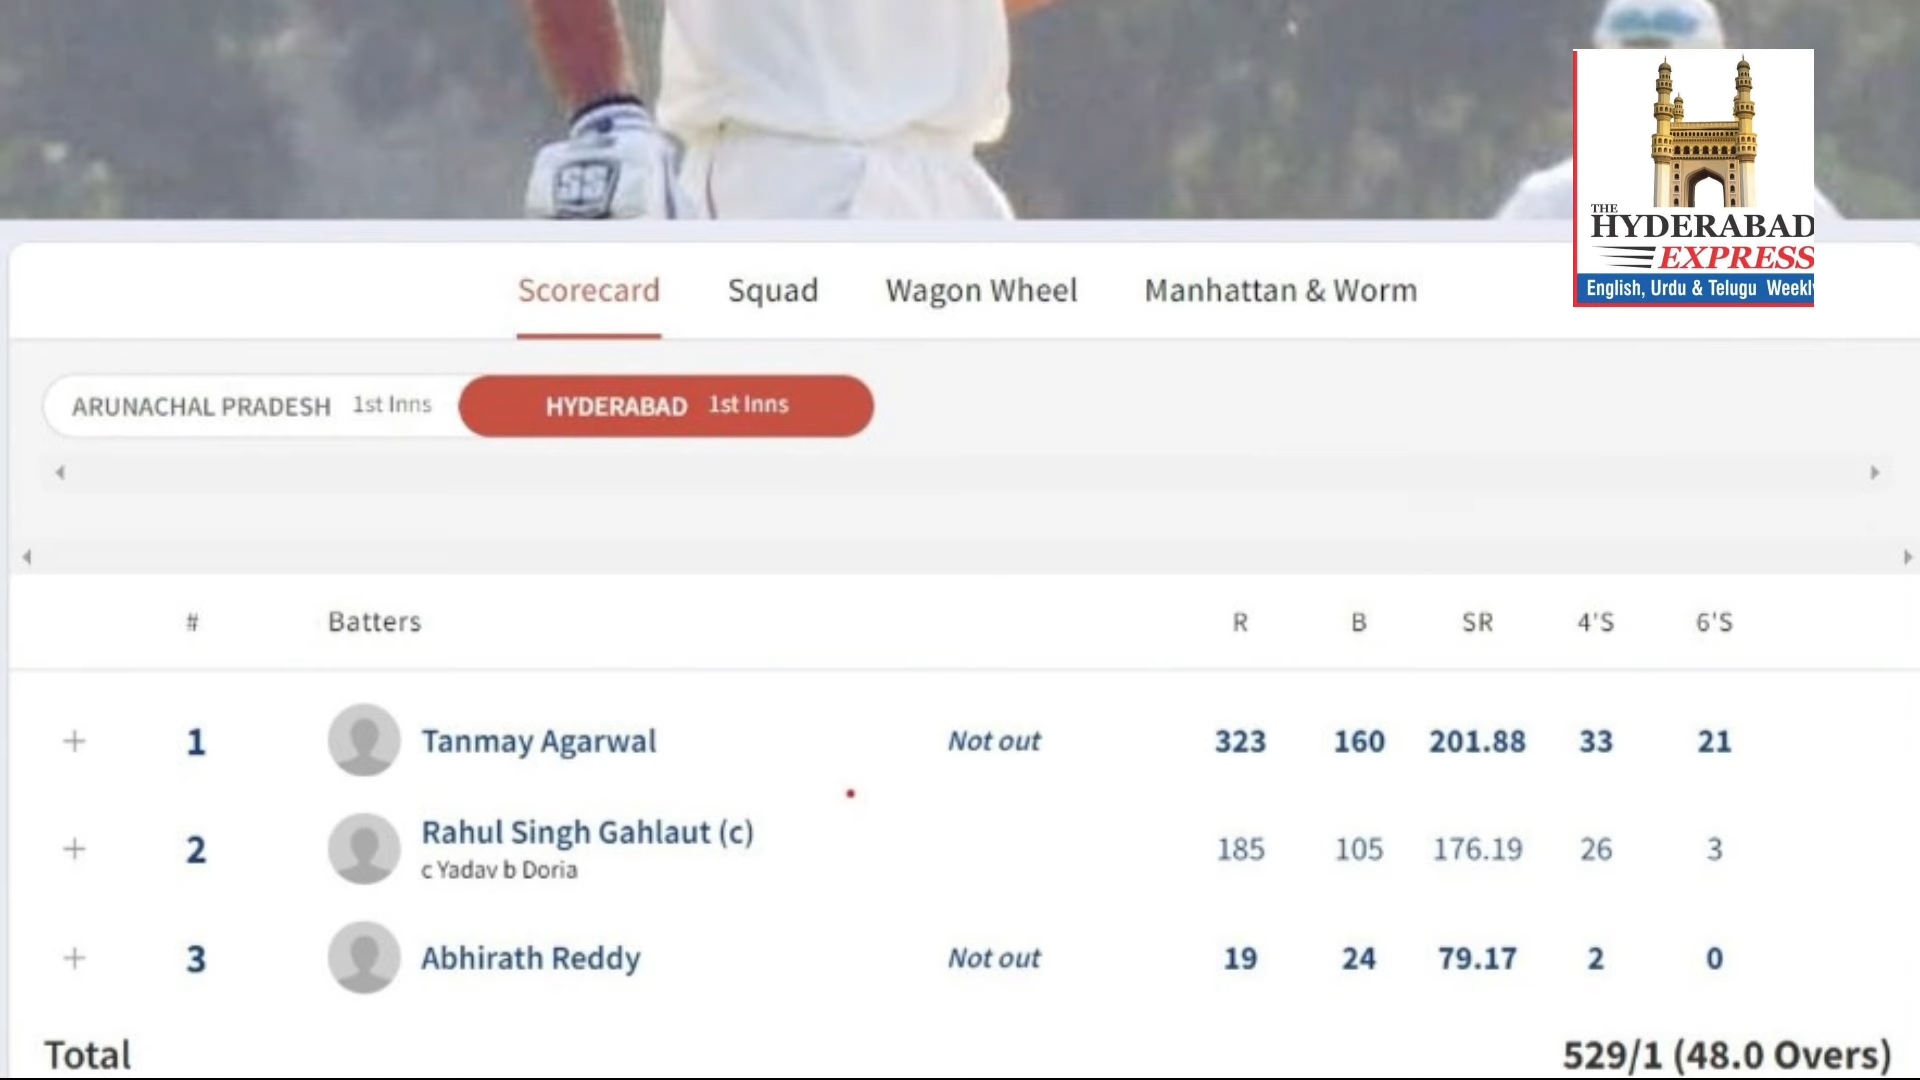 SS
THE
HYDERABAD
EXPRESS
English, Urdu & Telugu Weekly
Scorecard Squad Wagon Wheel Manhattan & Worm
ARUNACHAL PRADESH 1st Inns HYDERABAD 1st Inns
# Batters R B SR 4'S 6'S
+ 1 Tanmay Agarwal Not out 323 160 201.88 33 21
+ 2 Rahul Singh Gahlaut (c) 185 105 176.19 26 3
c Yadav b Doria
+ 3 Abhirath Reddy Not out 19 24 79.17 2 0
Total 529/1 (48.0 Overs)